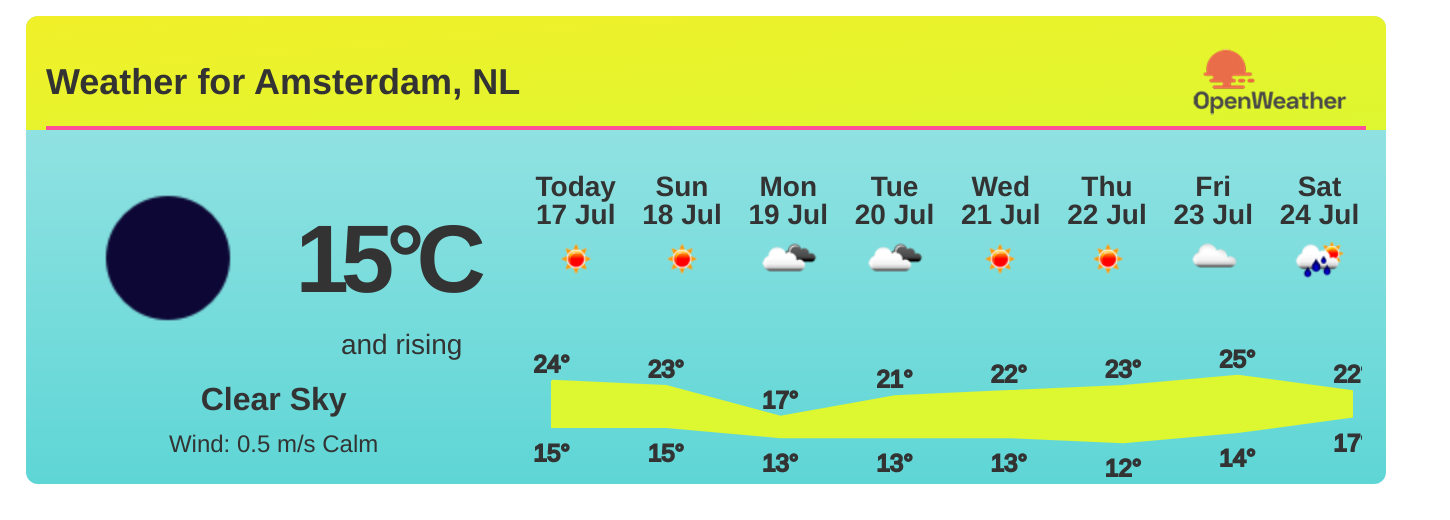 Weather for Amsterdam, NL
OpenWeather
15°C
and rising
Clear Sky
Wind: 0.5 m/s Calm
Today Sun Mon Tue Wed Thu Fri Sat
17 Jul 18 Jul 19 Jul 20 Jul 21 Jul 22 Jul 23 Jul 24 Jul
24° 23° 17° 21° 22° 23° 25° 22°
15° 15° 13° 13° 13° 12° 14° 17°